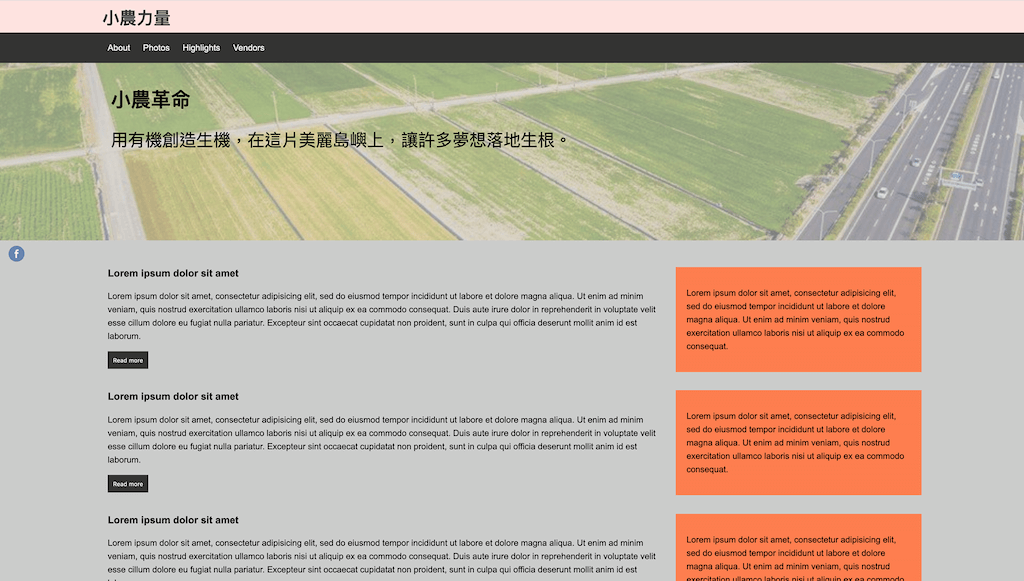 小農力量
About Photos Highlights Vendors
小農革命
用有機創造生機，在這片美麗島嶼上，讓許多夢想落地生根。
f
Lorem ipsum dolor sit amet
Lorem ipsum dolor sit amet, consectetur adipisicing elit, sed do eiusmod tempor incididunt ut labore et dolore magna aliqua. Ut enim ad minim
veniam, quis nostrud exercitation ullamco laboris nisi ut aliquip ex ea commodo consequat. Duis aute irure dolor in reprehenderit in voluptate velit
esse cillum dolore eu fugiat nulla pariatur. Excepteur sint occaecat cupidatat non proident, sunt in culpa qui officia deserunt mollit anim id est
laborum.
Read more
Lorem ipsum dolor sit amet, consectetur adipisicing elit,
sed do eiusmod tempor incididunt ut labore et dolore
magna aliqua. Ut enim ad minim veniam, quis nostrud
exercitation ullamco laboris nisi ut aliquip ex ea commodo
consequat.
Lorem ipsum dolor sit amet
Lorem ipsum dolor sit amet, consectetur adipisicing elit, sed do eiusmod tempor incididunt ut labore et dolore magna aliqua. Ut enim ad minim
veniam, quis nostrud exercitation ullamco laboris nisi ut aliquip ex ea commodo consequat. Duis aute irure dolor in reprehenderit in voluptate velit
esse cillum dolore eu fugiat nulla pariatur. Excepteur sint occaecat cupidatat non proident, sunt in culpa qui officia deserunt mollit anim id est
laborum.
Read more
Lorem ipsum dolor sit amet, consectetur adipisicing elit,
sed do eiusmod tempor incididunt ut labore et dolore
magna aliqua. Ut enim ad minim veniam, quis nostrud
exercitation ullamco laboris nisi ut aliquip ex ea commodo
consequat.
Lorem ipsum dolor sit amet
Lorem ipsum dolor sit amet, consectetur adipisicing elit, sed do eiusmod tempor incididunt ut labore et dolore magna aliqua. Ut enim ad minim
veniam, quis nostrud exercitation ullamco laboris nisi ut aliquip ex ea commodo consequat. Duis aute irure dolor in reprehenderit in voluptate velit
esse cillum dolore eu fugiat nulla pariatur. Excepteur sint occaecat cupidatat non proident, sunt in culpa qui officia deserunt mollit anim id est
Lorem ipsum dolor sit amet, consectetur adipisicing elit,
sed do eiusmod tempor incididunt ut labore et dolore
magna aliqua. Ut enim ad minim veniam, quis nostrud
exercitation ullamco laboris nisi ut aliquip ex ea commodo